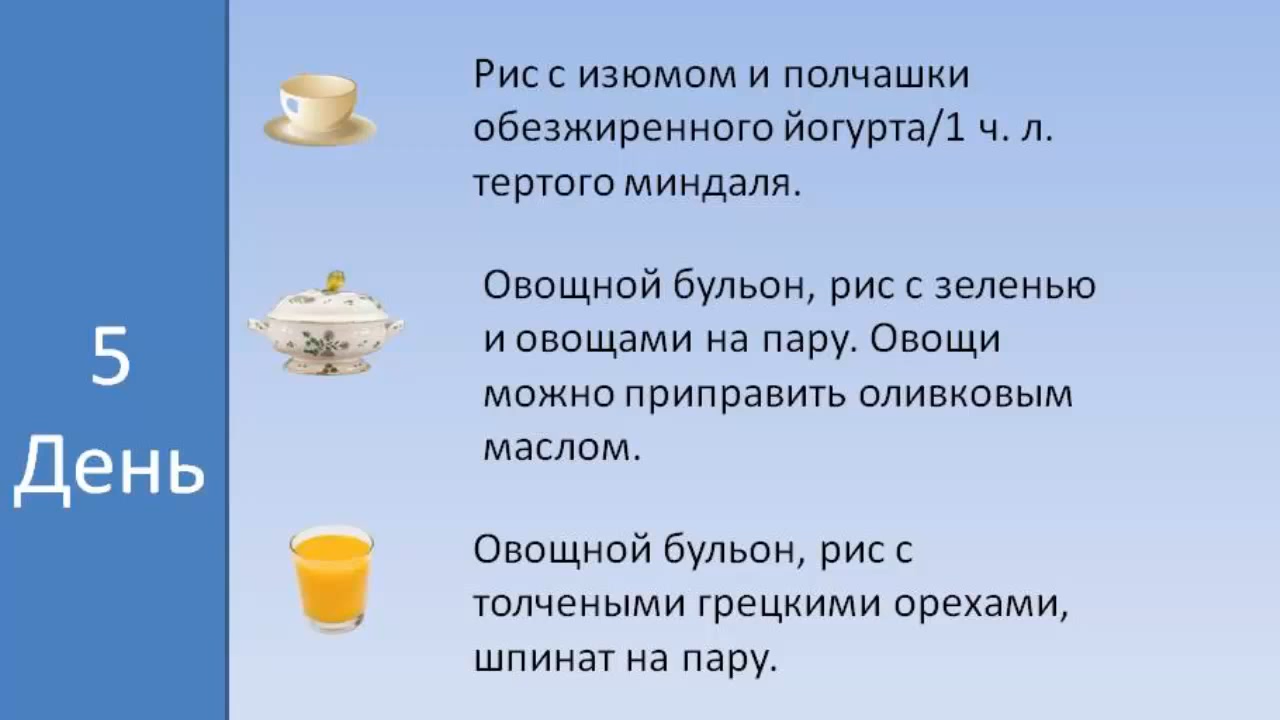 5
День
Рис с изюмом и полчашки
обезжиренного йогурта/1 ч. л.
тертого миндаля.
Овощной бульон, рис с зеленью
и овощами на пару. Овощи
можно приправить оливковым
маслом.
Овощной бульон, рис с
толчеными грецкими орехами,
шпинат на пару.